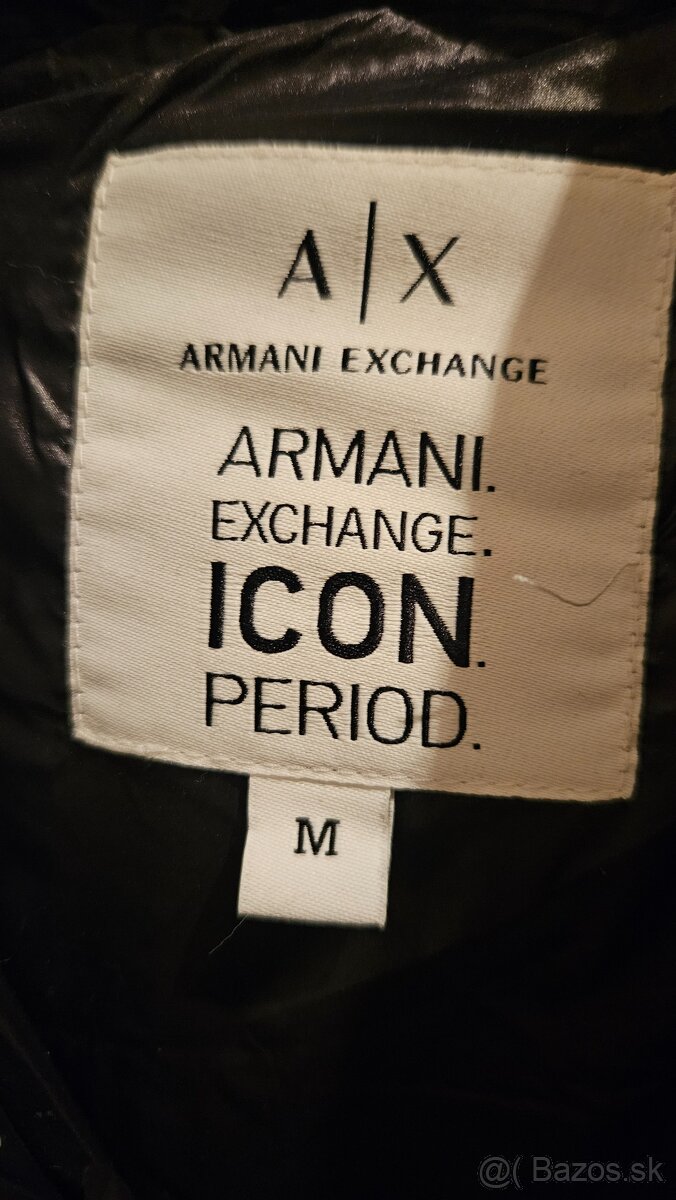 A|X
ARMANI EXCHANGE
ARMANI.
EXCHANGE.
ICON.
PERIOD.
M
@( Bazos.sk